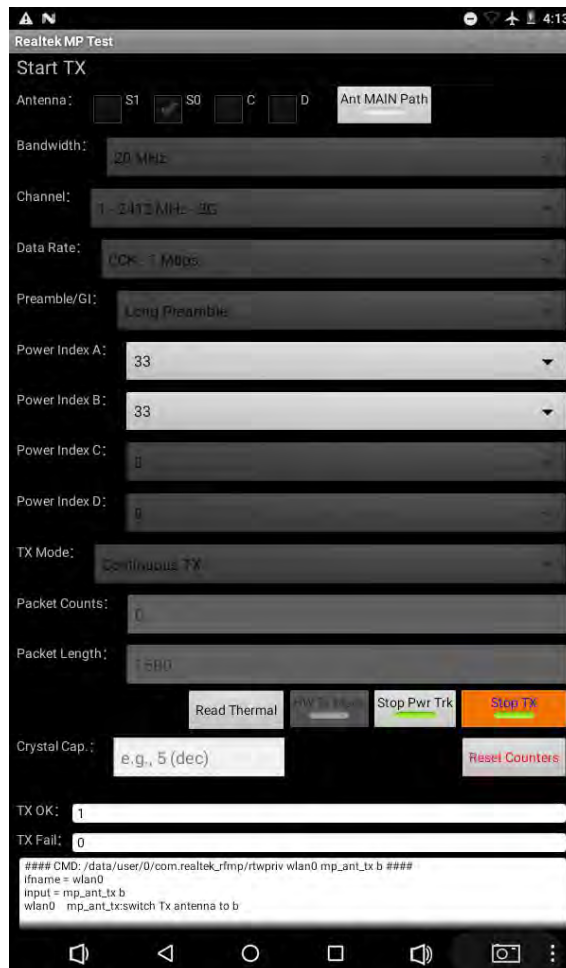 4:13
Realtek MP Test
Start TX
Antenna: S1 S0 C D Ant MAIN Path
Bandwidth: 20 MHz
Channel: 1 - 2412 MHz - 2G
Data Rate: CCK - 1 Mbps
Preamble/GI: Long Preamble
Power Index A: 33
Power Index B: 33
Power Index C: 0
Power Index D: 0
TX Mode: Continuous TX
Packet Counts: 0
Packet Length: 1500
Read Thermal Stop Pwr Trk Stop TX
Crystal Cap.: e.g., 5 (dec) Reset Counters
TX OK: 1
TX Fail: 0
#### CMD: /data/user/0/com.realtek_rfmp/rtwpriv wlan0 mp_ant_tx b ####
ifname = wlan0
input = mp_ant_tx b
wlan0 mp_ant_tx:switch Tx antenna to b